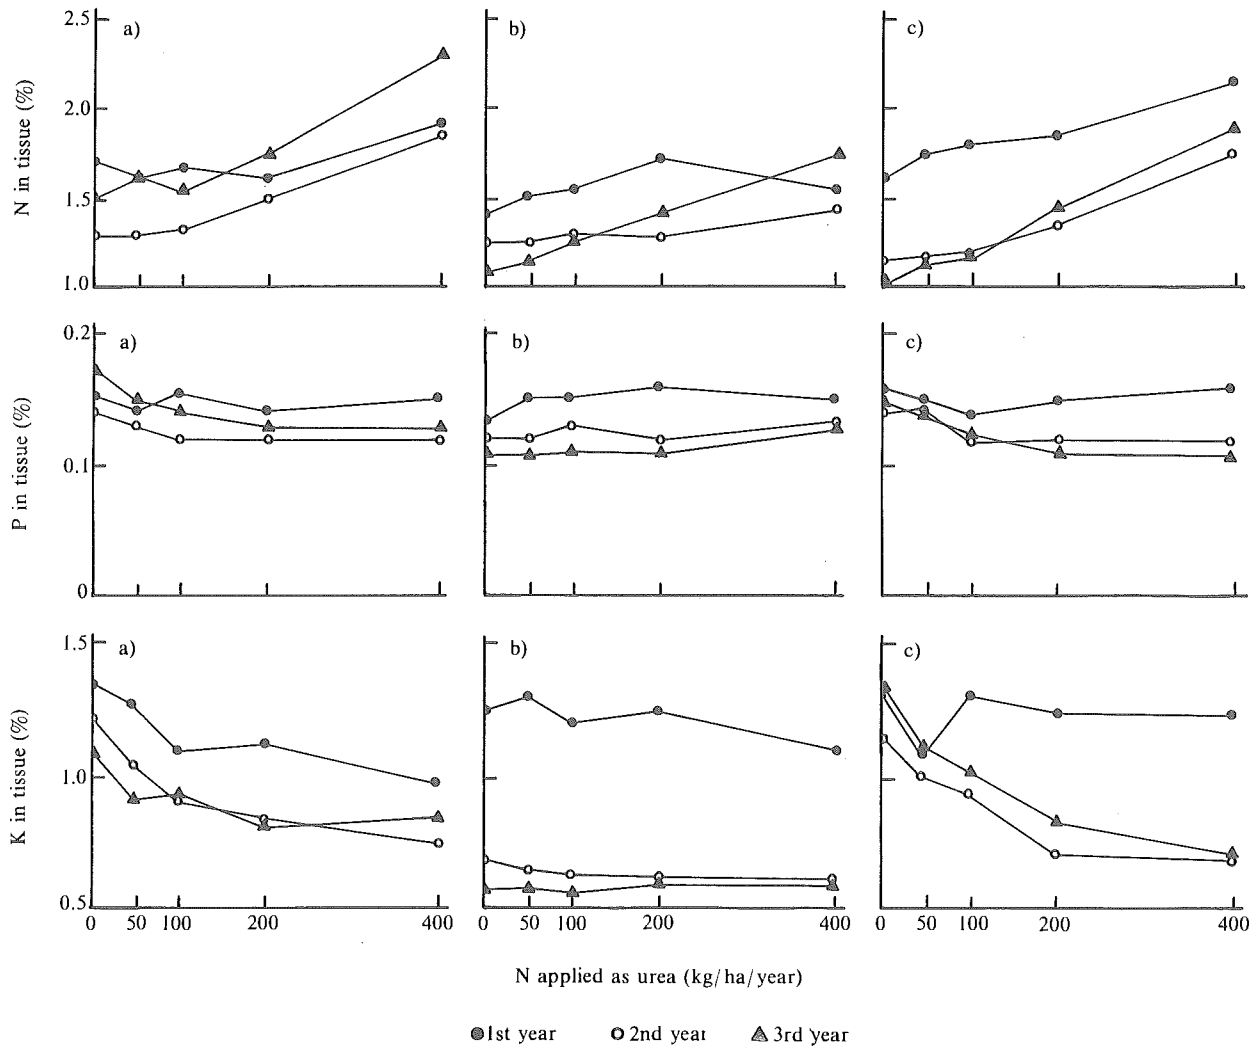 2.5
a)
b)
c)
2.0
N in tissue (%)
1.5
1.0
0.2
a)
b)
c)
P in tissue (%)
0.1
0
1.5
a)
b)
c)
K in tissue (%)
1.0
0.5
0 50 100 200 400 0 50 100 200 400 0 50 100 200 400
N applied as urea (kg/ha/year)
1st year 2nd year 3rd year